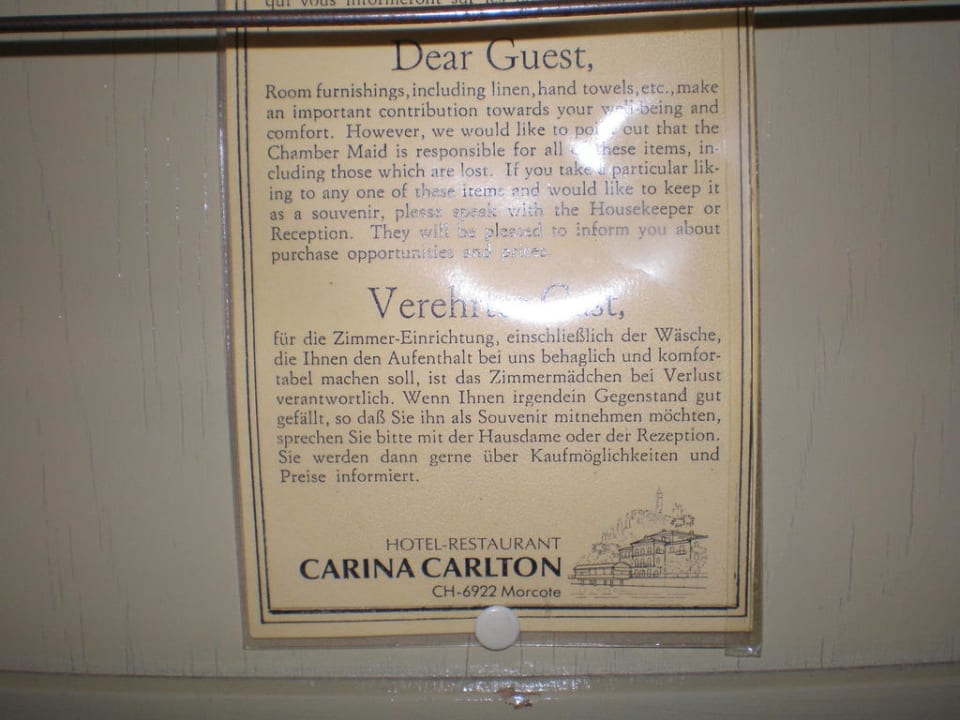 qui vous informeront sur
Dear Guest,
Room furnishings, including linen, hand towels, etc., make
an important contribution towards your well-being and
comfort. However, we would like to point out that the
Chamber Maid is responsible for all of these items, in-
cluding those which are lost. If you take a particular lik-
ing to any one of these items and would like to keep it
as a souvenir, please speak with the Housekeeper or
Reception. They will be pleased to inform you about
purchase opportunities and prices.
Verehrter Gast,
für die Zimmer-Einrichtung, einschließlich der Wäsche,
die Ihnen den Aufenthalt bei uns behaglich und komfor-
tabel machen soll, ist das Zimmermädchen bei Verlust
verantwortlich. Wenn Ihnen irgendein Gegenstand gut
gefällt, so daß Sie ihn als Souvenir mitnehmen möchten,
sprechen Sie bitte mit der Hausdame oder der Rezeption.
Sie werden dann gerne über Kaufmöglichkeiten und
Preise informiert.
HOTEL-RESTAURANT
CARINA CARLTON
CH-6922 Morcote